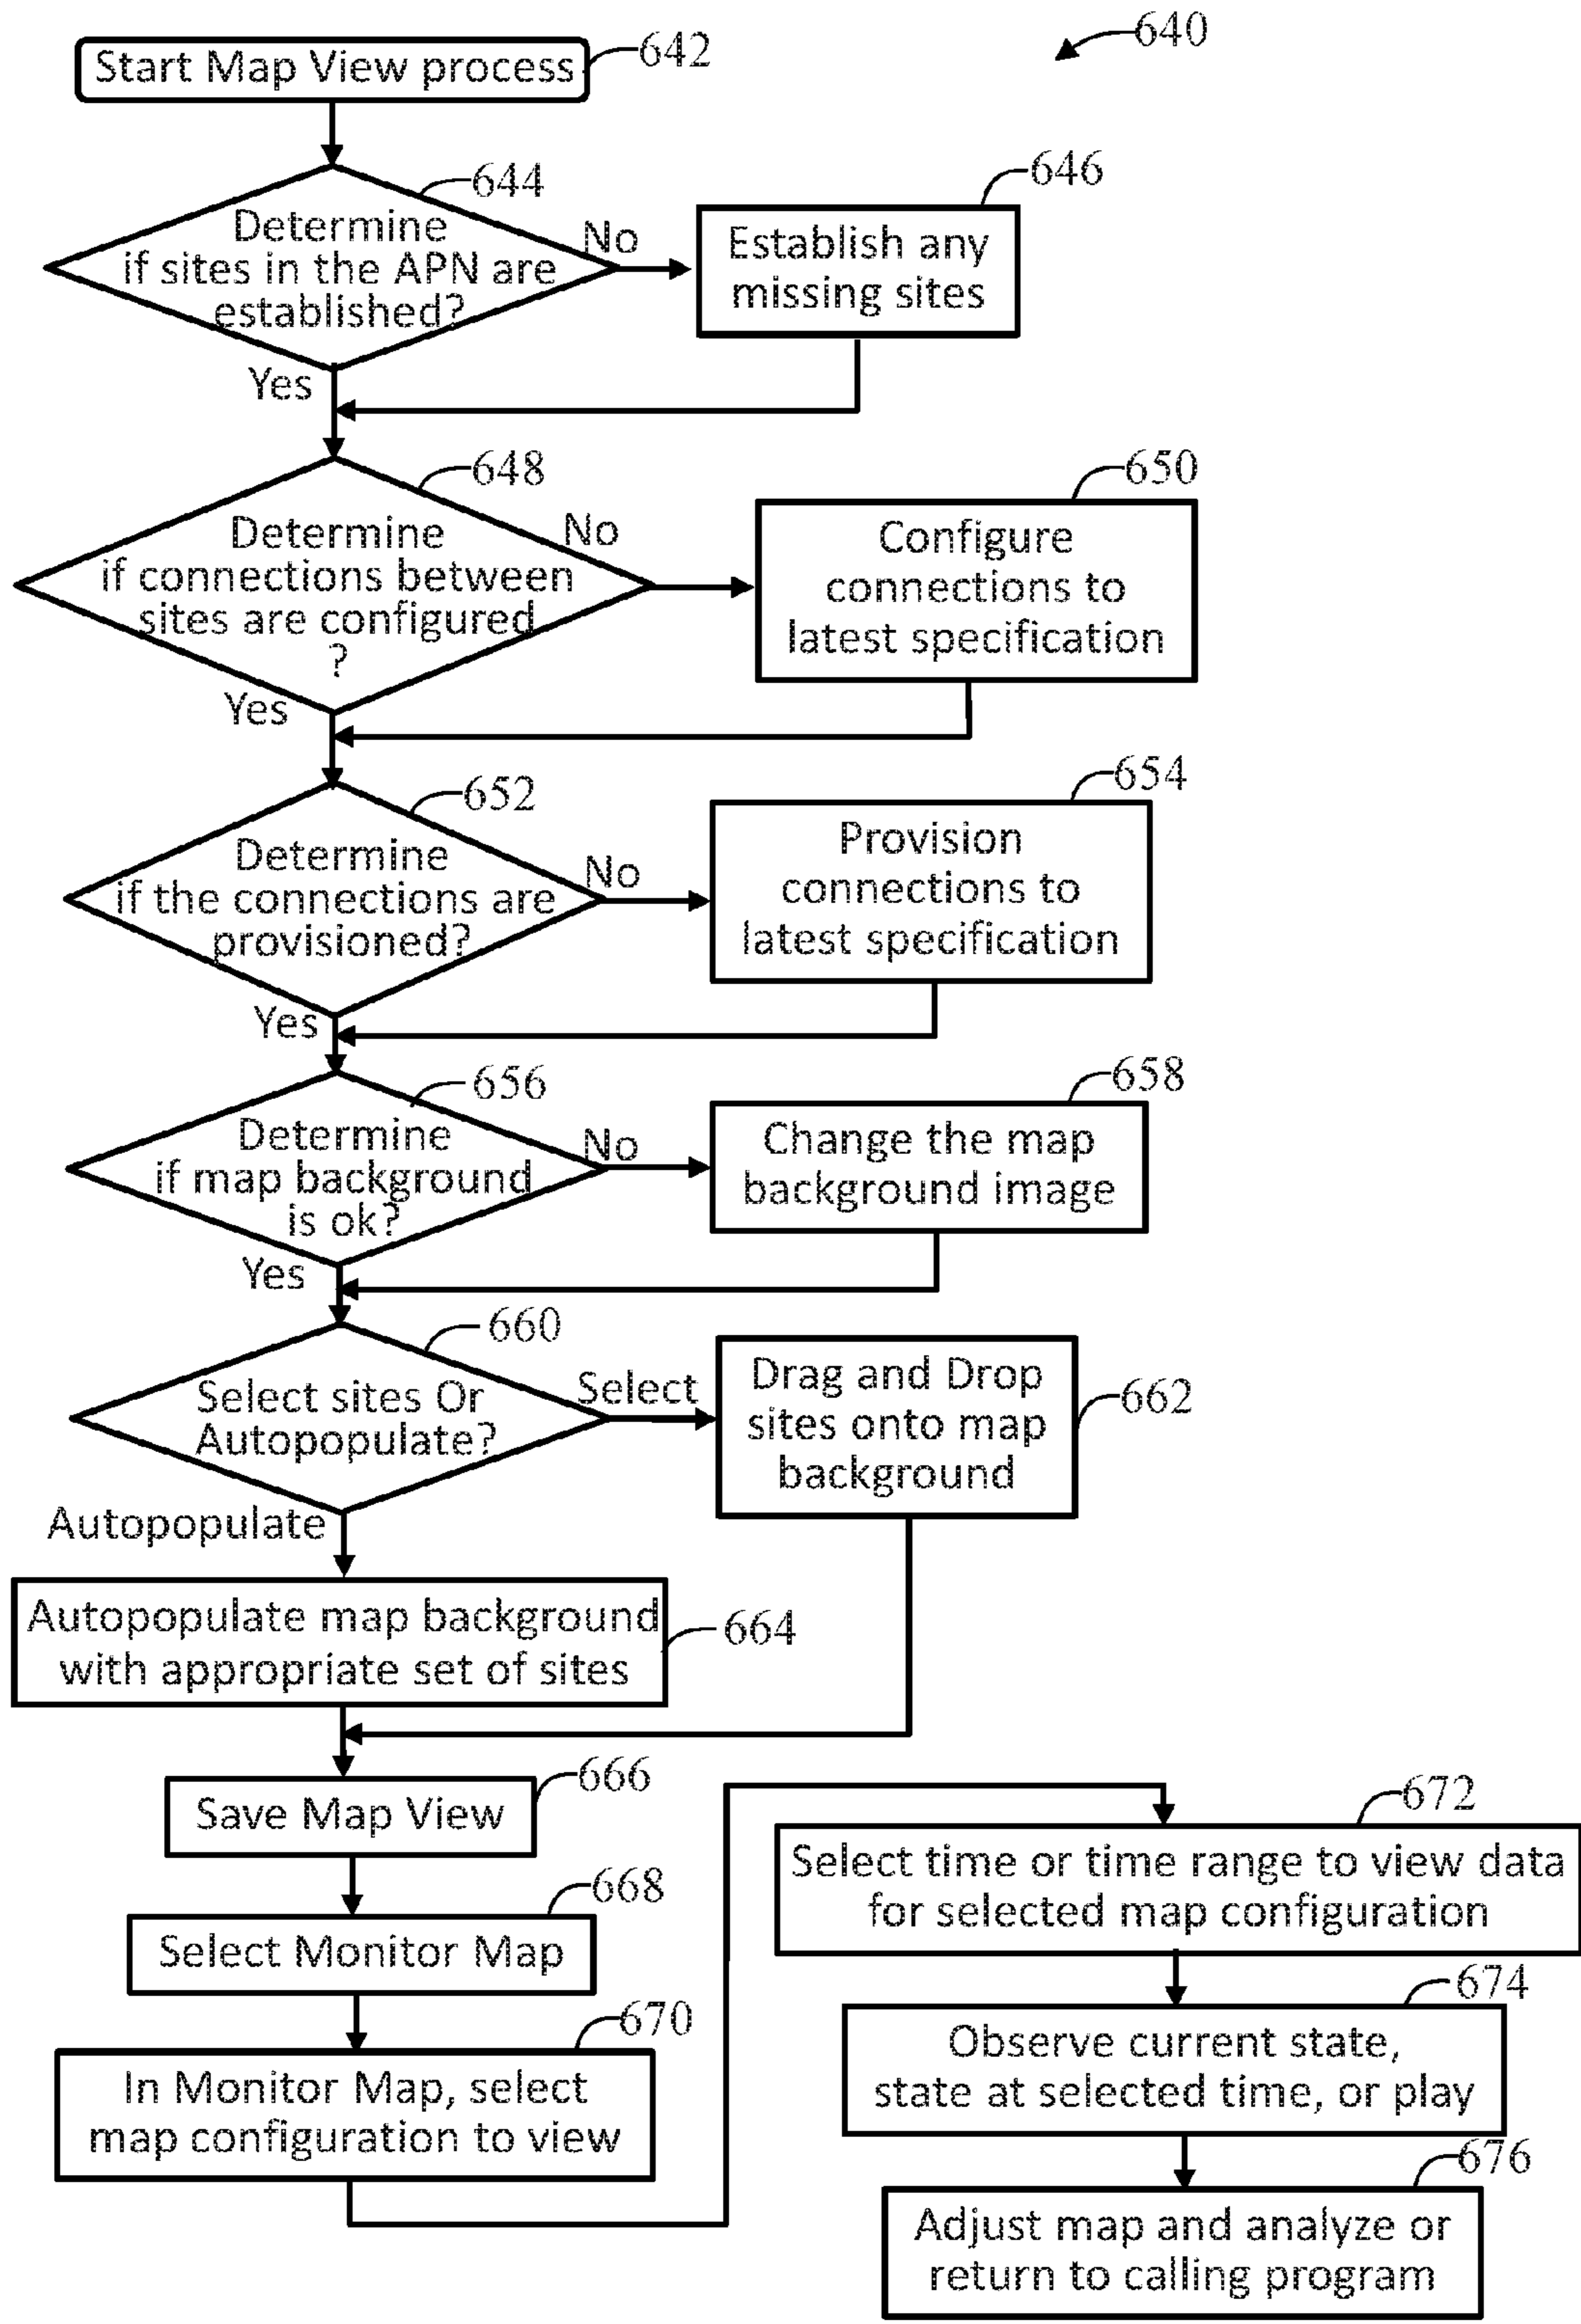 640
Start Map View process
642
644
Determine
if sites in the APN are
established?
No
646
Establish any
missing sites
Yes
648
Determine
if connections between
sites are configured
?
No
650
Configure
connections to
latest specification
Yes
652
Determine
if the connections are
provisioned?
No
654
Provision
connections to
latest specification
Yes
656
Determine
if map background
is ok?
No
658
Change the map
background image
Yes
660
Select sites Or
Autopopulate?
Select
Drag and Drop
sites onto map
background
662
Autopopulate
Autopopulate map background
with appropriate set of sites
664
666
Save Map View
668
Select Monitor Map
670
In Monitor Map, select
map configuration to view
672
Select time or time range to view data
for selected map configuration
674
Observe current state,
state at selected time, or play
676
Adjust map and analyze or
return to calling program